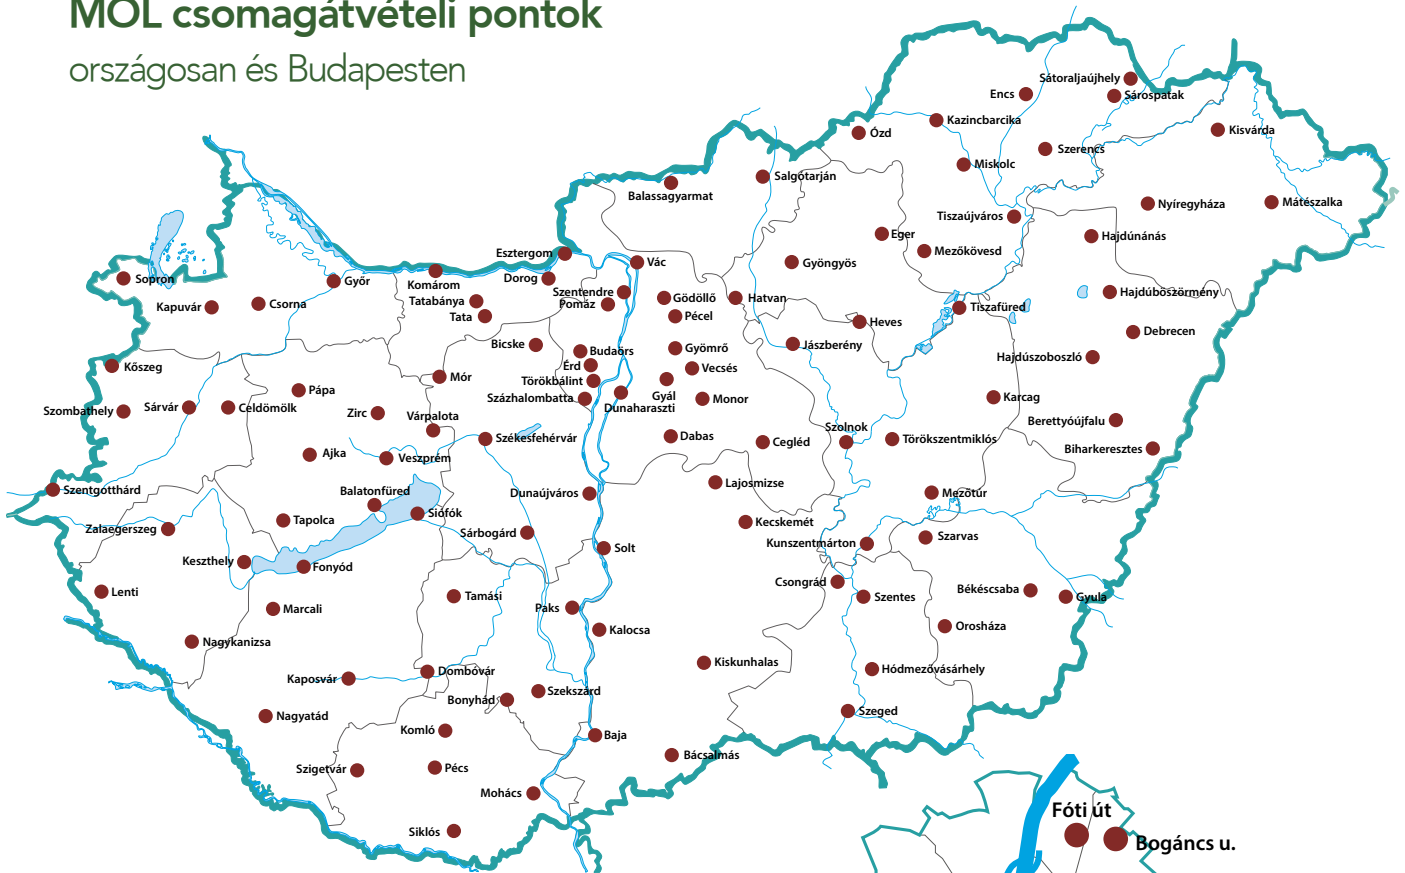 MOL csomagátvételi pontok
országosan és Budapesten
Sátoraljaújhely
Encs
Sárospatak
Kazincbarcika
Ózd
Kisvárda
Szerencs
Miskolc
Salgótarján
Balassagyarmat
Nyíregyháza
Mátészalka
Tiszaújváros
Eger
Hajdúnánás
Mezőkövesd
Esztergom
Vác
Gyöngyös
Sopron
Győr
Komárom
Dorog
Szentendre
Hajdúböszörmény
Kapuvár
Csorna
Tatabánya
Pomáz
Gödöllő
Hatvan
Tiszafüred
Tata
Pécel
Heves
Debrecen
Bicske
Budaörs
Gyömrő
Jászberény
Hajdúszoboszló
Kőszeg
Érd
Vecsés
Mór
Törökbálint
Pápa
Százhalombatta
Gyál
Monor
Karcag
Szombathely
Sárvár
Celdömölk
Zirc
Várpalota
Dunaharaszti
Berettyóújfalu
Székesfehérvár
Dabas
Cegléd
Szolnok
Törökszentmiklós
Biharkeresztes
Ajka
Veszprém
Lajosmizse
Szentgotthárd
Balatonfüred
Dunaújváros
Mezőtúr
Zalaegerszeg
Tapolca
Siófók
Sárbogárd
Kecskemét
Szarvas
Keszthely
Fonyód
Solt
Kunszentmárton
Lenti
Marcali
Tamási
Paks
Csongrád
Szentes
Békéscsaba
Gyula
Nagykanizsa
Kalocsa
Orosháza
Kaposvár
Dombóvár
Kiskunhalas
Hódmezővásárhely
Bonyhád
Szekszárd
Nagyatád
Komló
Baja
Szeged
Szigetvár
Pécs
Bácsalmás
Mohács
Siklós
Fóti út
Bogáncs u.